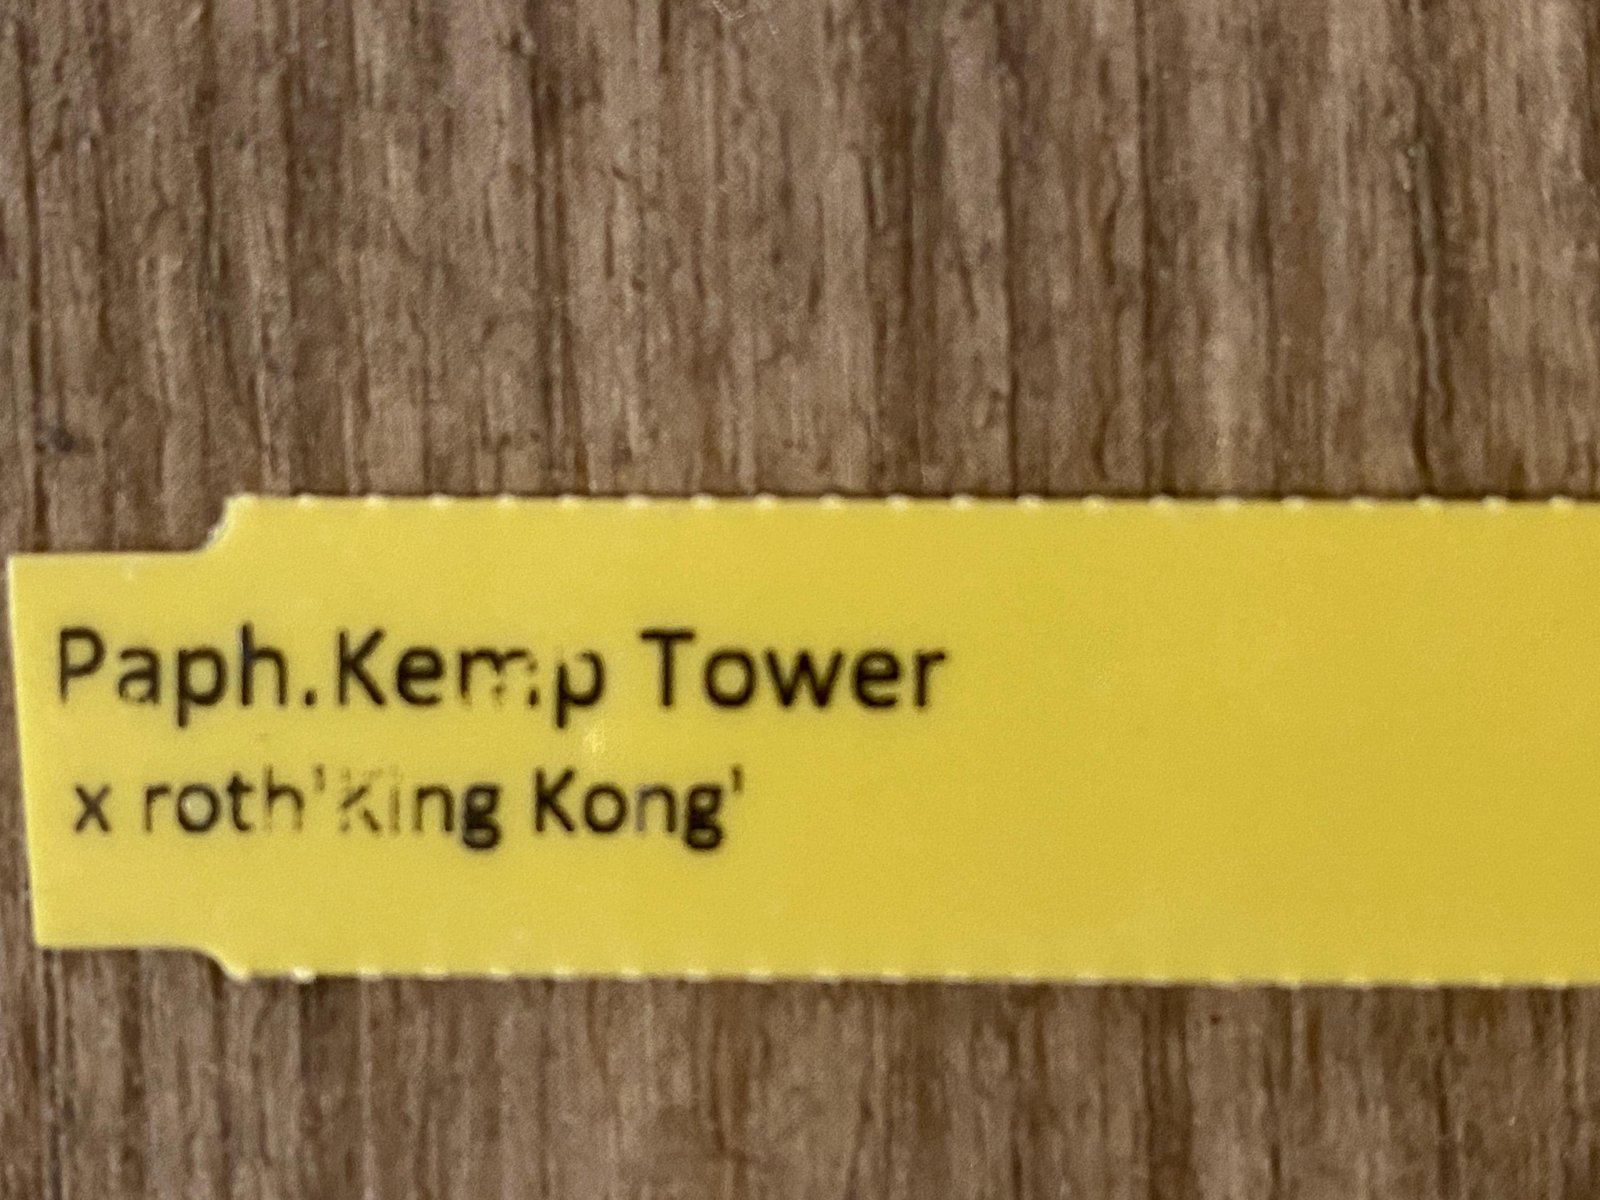 Paph.Kemp Tower
x roth'King Kong'